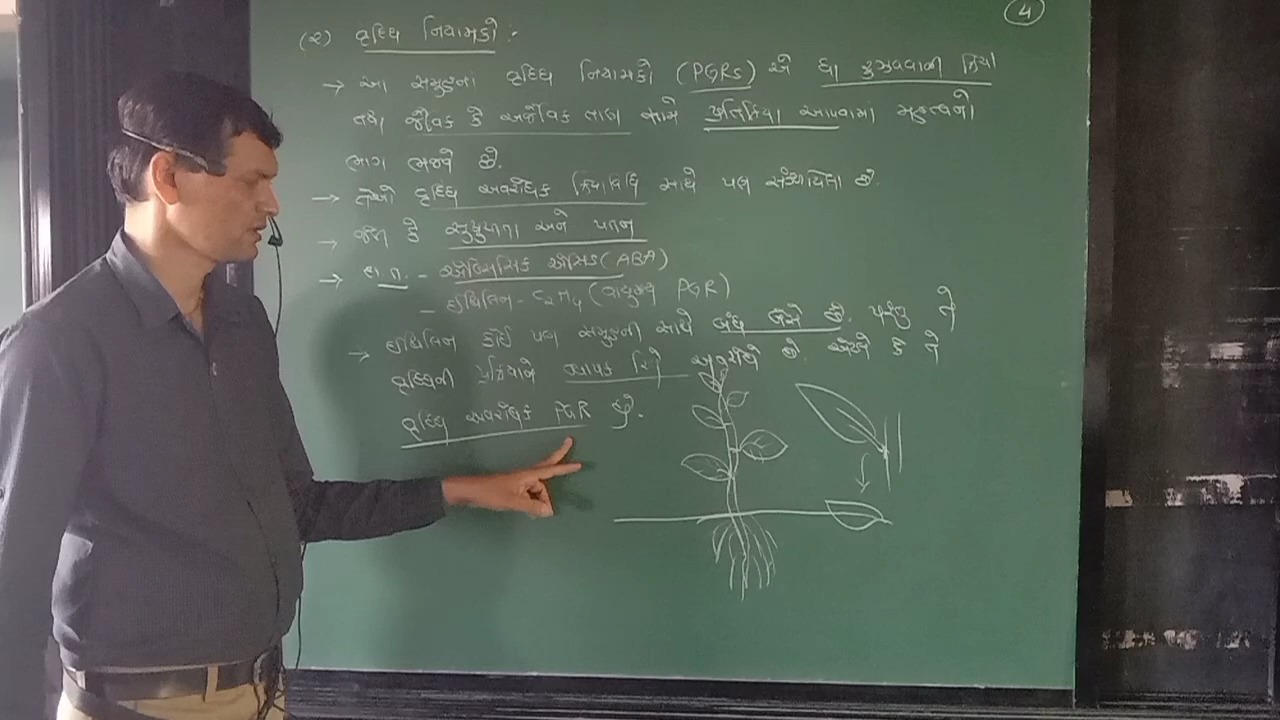 4
(૨) વૃદ્ધિ નિયામકો :-
→ આ સમુહના વૃદ્ધિ નિયામકો (PGRs) એ ઘા રુઝવવાની ક્રિયા
તથા જૈવિક કે અજૈવિક તાણ સામે પ્રતિક્રિયા આપવામાં મહત્વનો
ભાગ ભજવે છે.
→ તેઓ વૃદ્ધિ અવરોધક ક્રિયાવિધિ સાથે પણ સંકળાયેલા છે.
→ જેમ કે સુષુપ્તતા અને પતન
→ દા.ત. - એબ્સિસિક એસિડ (ABA)
- ઇથિલિન - C2H4 (વાયુમય PGR)
→ ઇથિલિન કોઈ પણ સમુહની સાથે બંધ બેસે છે. પરંતુ તે
વૃદ્ધિની પ્રક્રિયાને વ્યાપક રિતે અવરોધે છે. એટલે કે તે
વૃદ્ધિ અવરોધક PGR છે.